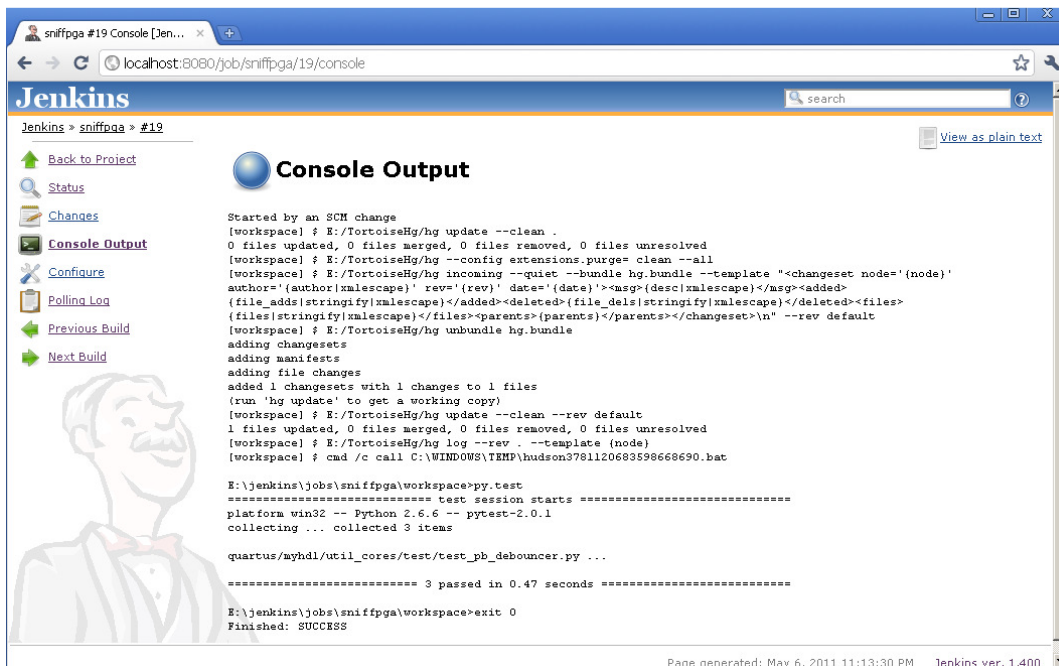 sniffpga #19 Console [Jen...
localhost:8080/job/sniffpga/19/console
Jenkins
search
Jenkins » sniffpga » #19
View as plain text
Back to Project
Status
Changes
Console Output
Configure
Polling Log
Previous Build
Next Build
Console Output
Started by an SCM change
[workspace] $ E:/TortoiseHg/hg update --clean .
0 files updated, 0 files merged, 0 files removed, 0 files unresolved
[workspace] $ E:/TortoiseHg/hg --config extensions.purge= clean --all
[workspace] $ E:/TortoiseHg/hg incoming --quiet --bundle hg.bundle --template "<changeset node='{node}'
author='{author|xmlescape}' rev='{rev}' date='{date}'><msg>{desc|xmlescape}</msg><added>
{file_adds|stringify|xmlescape}</added><deleted>{file_dels|stringify|xmlescape}</deleted><files>
{files|stringify|xmlescape}</files><parents>{parents}</parents></changeset>\n" --rev default
[workspace] $ E:/TortoiseHg/hg unbundle hg.bundle
adding changesets
adding manifests
adding file changes
added 1 changesets with 1 changes to 1 files
(run 'hg update' to get a working copy)
[workspace] $ E:/TortoiseHg/hg update --clean --rev default
1 files updated, 0 files merged, 0 files removed, 0 files unresolved
[workspace] $ E:/TortoiseHg/hg log --rev . --template {node}
[workspace] $ cmd /c call C:\WINDOWS\TEMP\hudson3781120683598668690.bat
E:\jenkins\jobs\sniffpga\workspace>py.test
============================= test session starts ==============================
platform win32 -- Python 2.6.6 -- pytest-2.0.1
collecting ... collected 3 items
quartus/myhdl/util_cores/test/test_pb_debouncer.py ...
=========================== 3 passed in 0.47 seconds ===========================
E:\jenkins\jobs\sniffpga\workspace>exit 0
Finished: SUCCESS
Page generated: May 6, 2011 11:13:30 PM Jenkins ver. 1.400